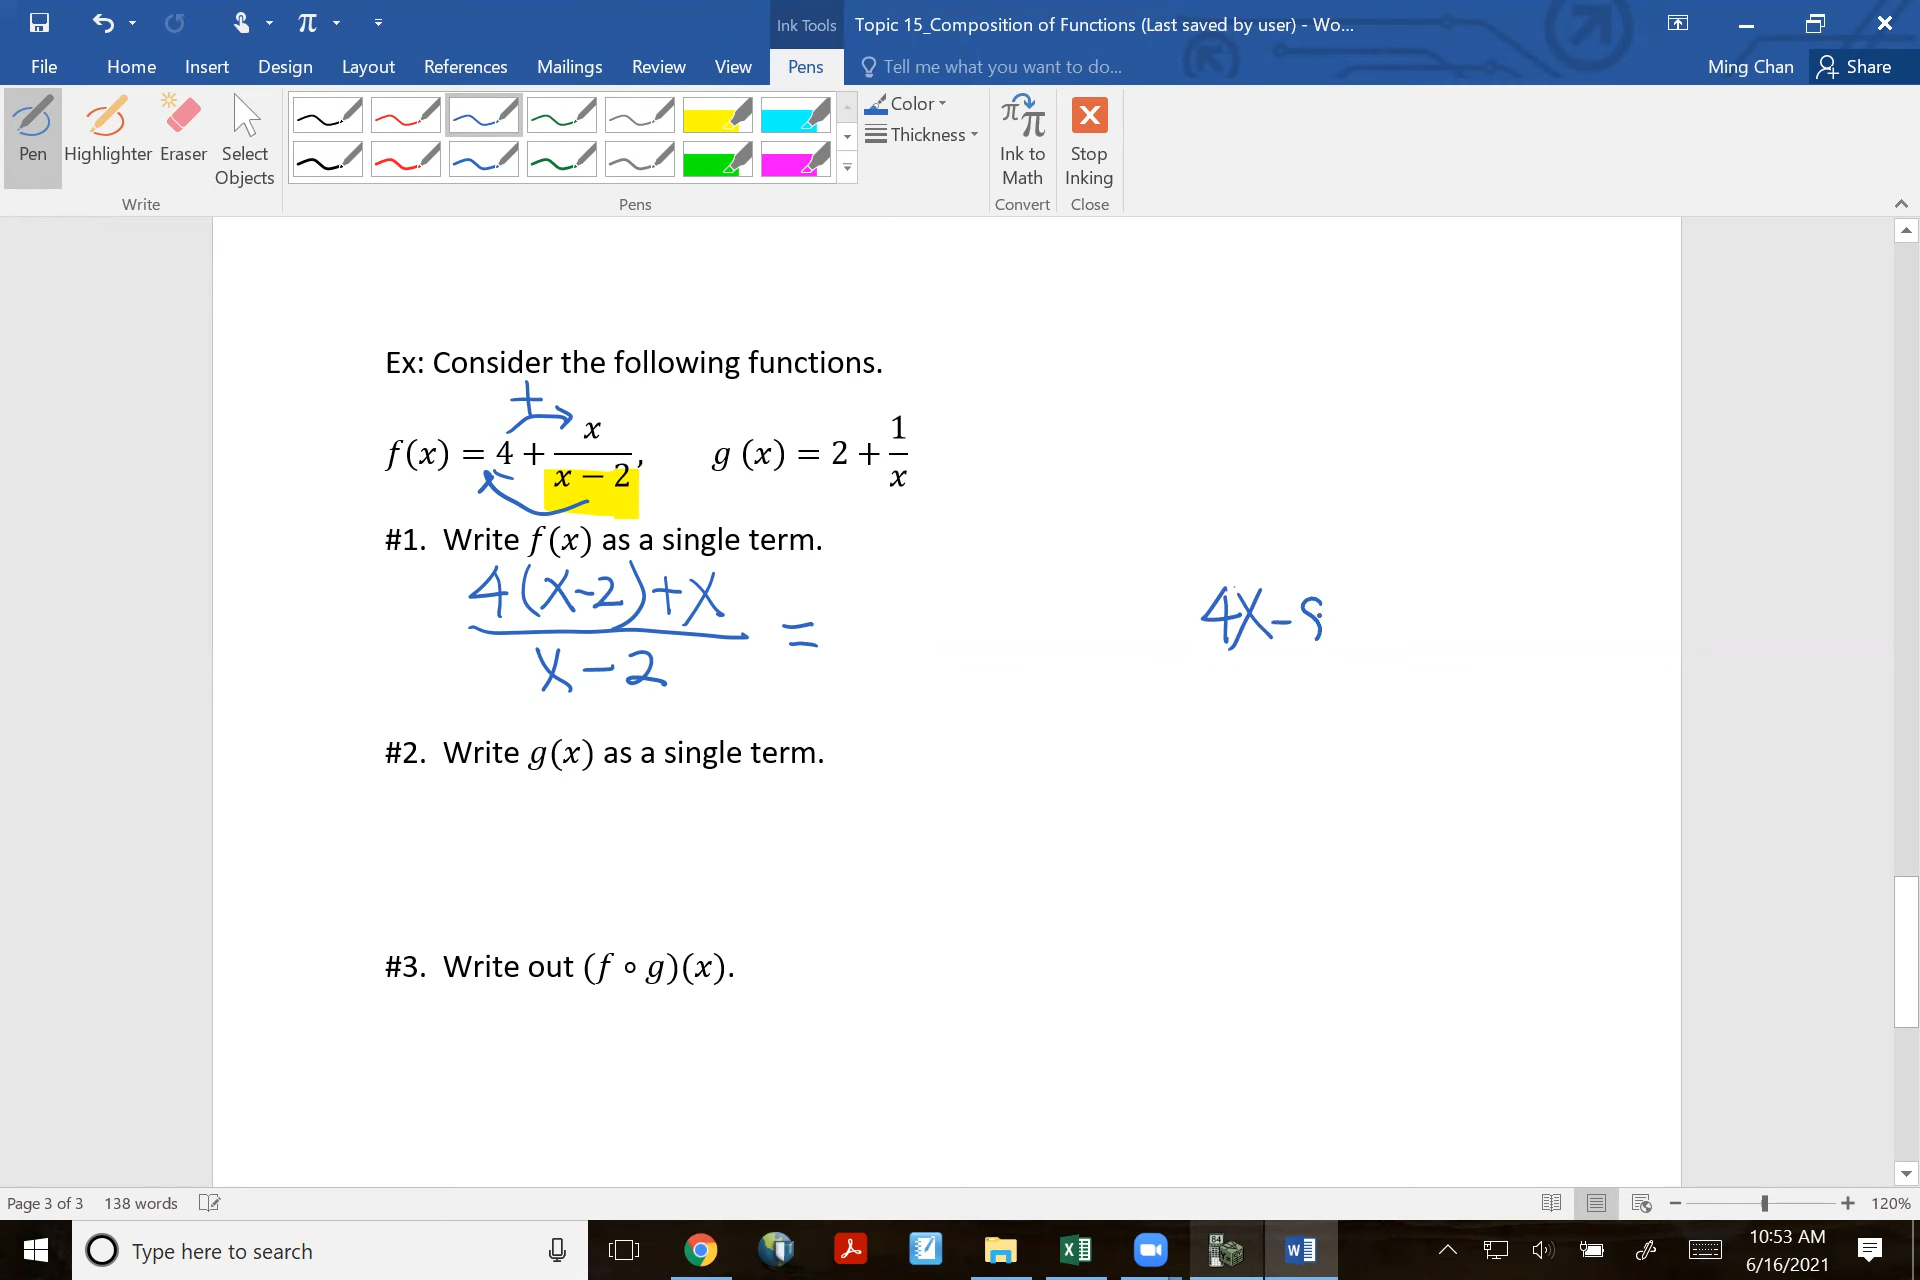 Ink Tools
Topic 15_Composition of Functions (Last saved by user) - Wo...
File Home Insert Design Layout References Mailings Review View Pens Tell me what you want to do... Ming Chan Share
Pen Highlighter Eraser Select Objects
Color
Thickness
Ink to Math
Stop Inking
Write Pens Convert Close
Ex: Consider the following functions.
+
f(x) = 4 + x/(x − 2), g (x) = 2 + 1/x
#1. Write f(x) as a single term.
(4(x-2)+x)/(x-2) =
4x-8
#2. Write g(x) as a single term.
#3. Write out (f ∘ g)(x).
Page 3 of 3 138 words 120%
Type here to search
B4
10:53 AM
6/16/2021